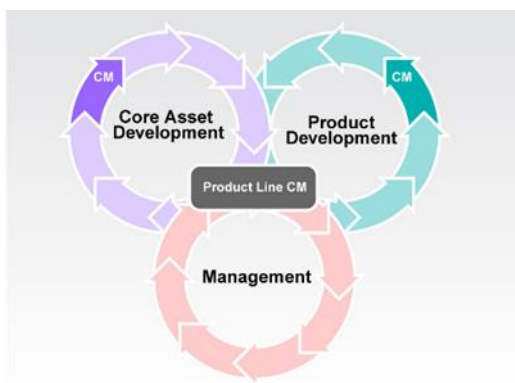 CM
Core Asset
Development
CM
Product
Development
Product Line CM
Management